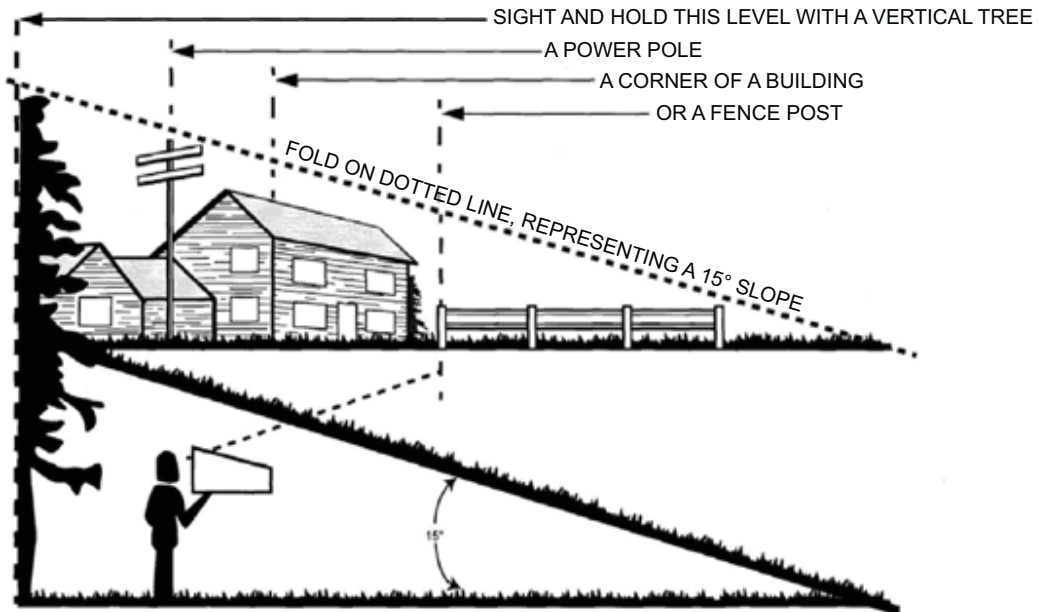 SIGHT AND HOLD THIS LEVEL WITH A VERTICAL TREE
A POWER POLE
A CORNER OF A BUILDING
OR A FENCE POST
FOLD ON DOTTED LINE, REPRESENTING A 15° SLOPE
15°